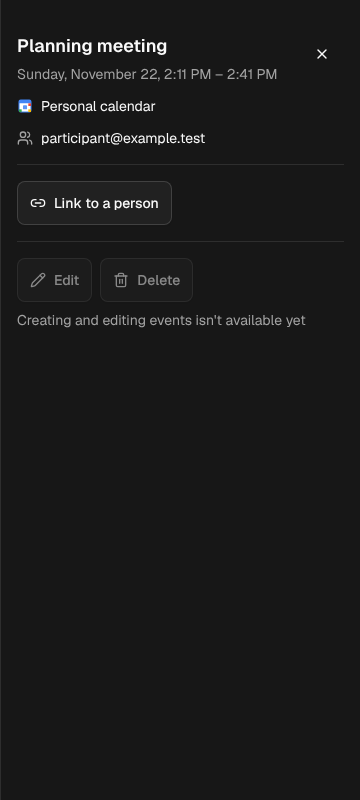 Planning meeting
Sunday, November 22, 2:11 PM – 2:41 PM
Personal calendar
participant@example.test
Link to a person
Edit
Delete
Creating and editing events isn't available yet